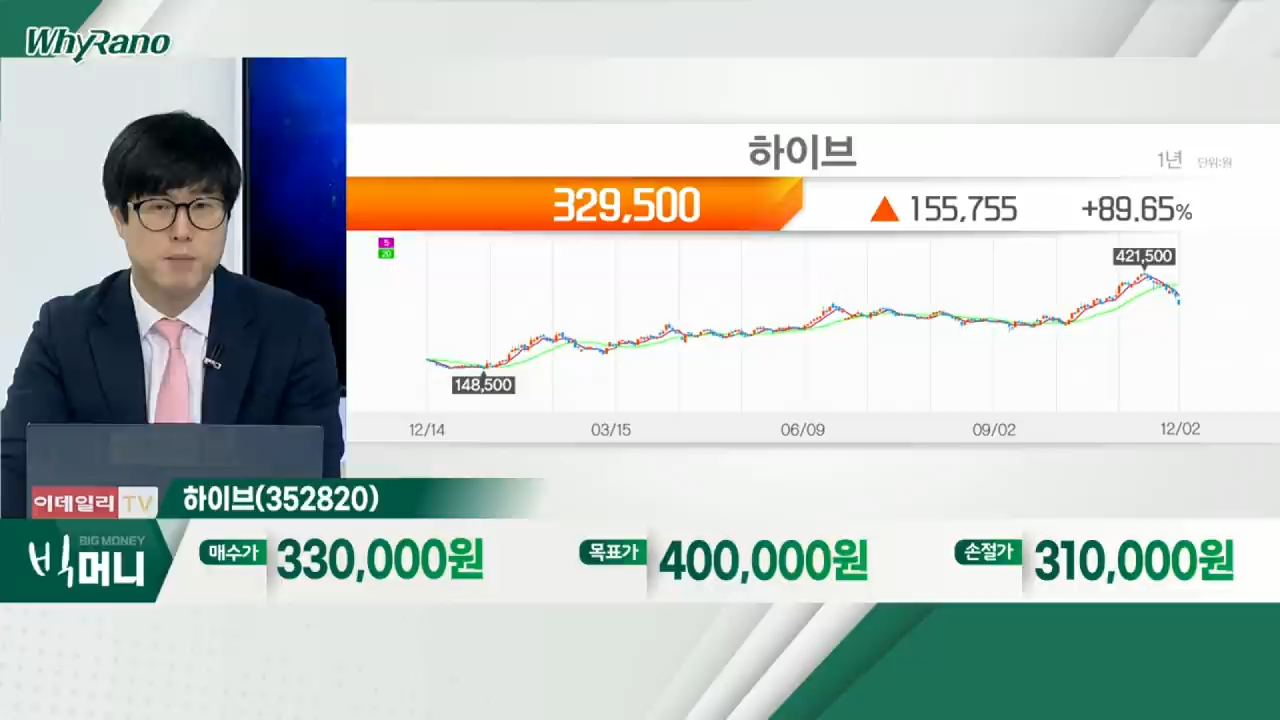 WhyRano
하이브
1년 단위:원
329,500
▲ 155,755 +89.65%
5
20
421,500
148,500
12/14 03/15 06/09 09/02 12/02
이데일리 TV
하이브(352820)
BIG MONEY
빅머니
매수가 330,000원
목표가 400,000원
손절가 310,000원